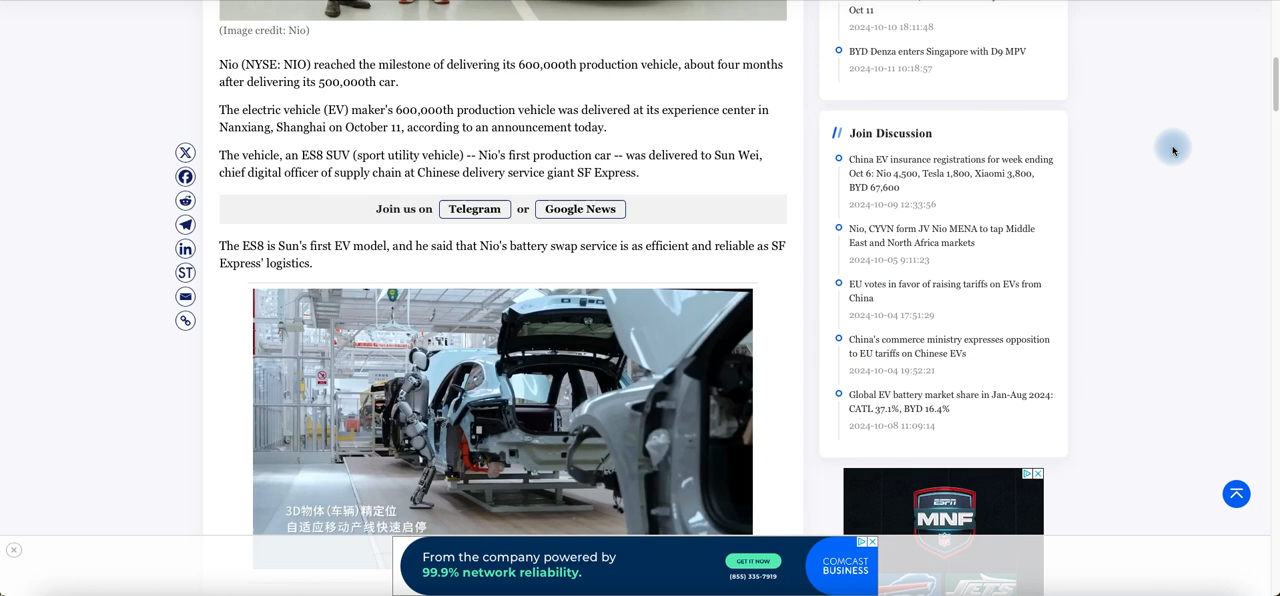 (Image credit: Nio)
Nio (NYSE: NIO) reached the milestone of delivering its 600,000th production vehicle, about four months
after delivering its 500,000th car.
The electric vehicle (EV) maker's 600,000th production vehicle was delivered at its experience center in
Nanxiang, Shanghai on October 11, according to an announcement today.
The vehicle, an ES8 SUV (sport utility vehicle) -- Nio's first production car -- was delivered to Sun Wei,
chief digital officer of supply chain at Chinese delivery service giant SF Express.
Join us on Telegram or Google News
The ES8 is Sun's first EV model, and he said that Nio's battery swap service is as efficient and reliable as SF
Express' logistics.
3D物体(车辆)精定位
自适应移动产线快速启停
ST
Oct 11
2024-10-10 18:11:48
BYD Denza enters Singapore with D9 MPV
2024-10-11 10:18:57
// Join Discussion
China EV insurance registrations for week ending
Oct 6: Nio 4,500, Tesla 1,800, Xiaomi 3,800,
BYD 67,600
2024-10-09 12:33:56
Nio, CYVN form JV Nio MENA to tap Middle
East and North Africa markets
2024-10-05 9:11:23
EU votes in favor of raising tariffs on EVs from
China
2024-10-04 17:51:29
China's commerce ministry expresses opposition
to EU tariffs on Chinese EVs
2024-10-04 19:52:21
Global EV battery market share in Jan-Aug 2024:
CATL 37.1%, BYD 16.4%
2024-10-08 11:09:14
ESPN
MNF
JETS
From the company powered by
99.9% network reliability.
GET IT NOW
(855) 335-7919
COMCAST
BUSINESS